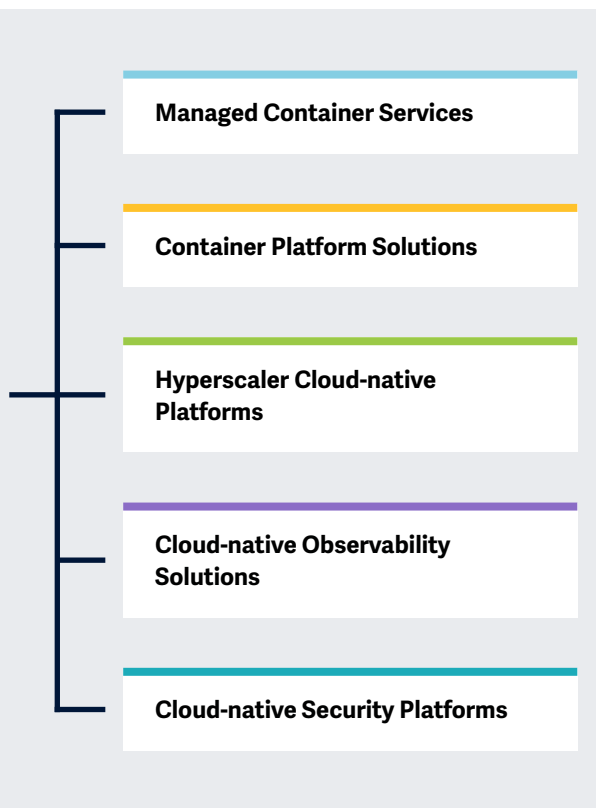 Managed Container Services
Container Platform Solutions
Hyperscaler Cloud-native
Platforms
Cloud-native Observability
Solutions
Cloud-native Security Platforms